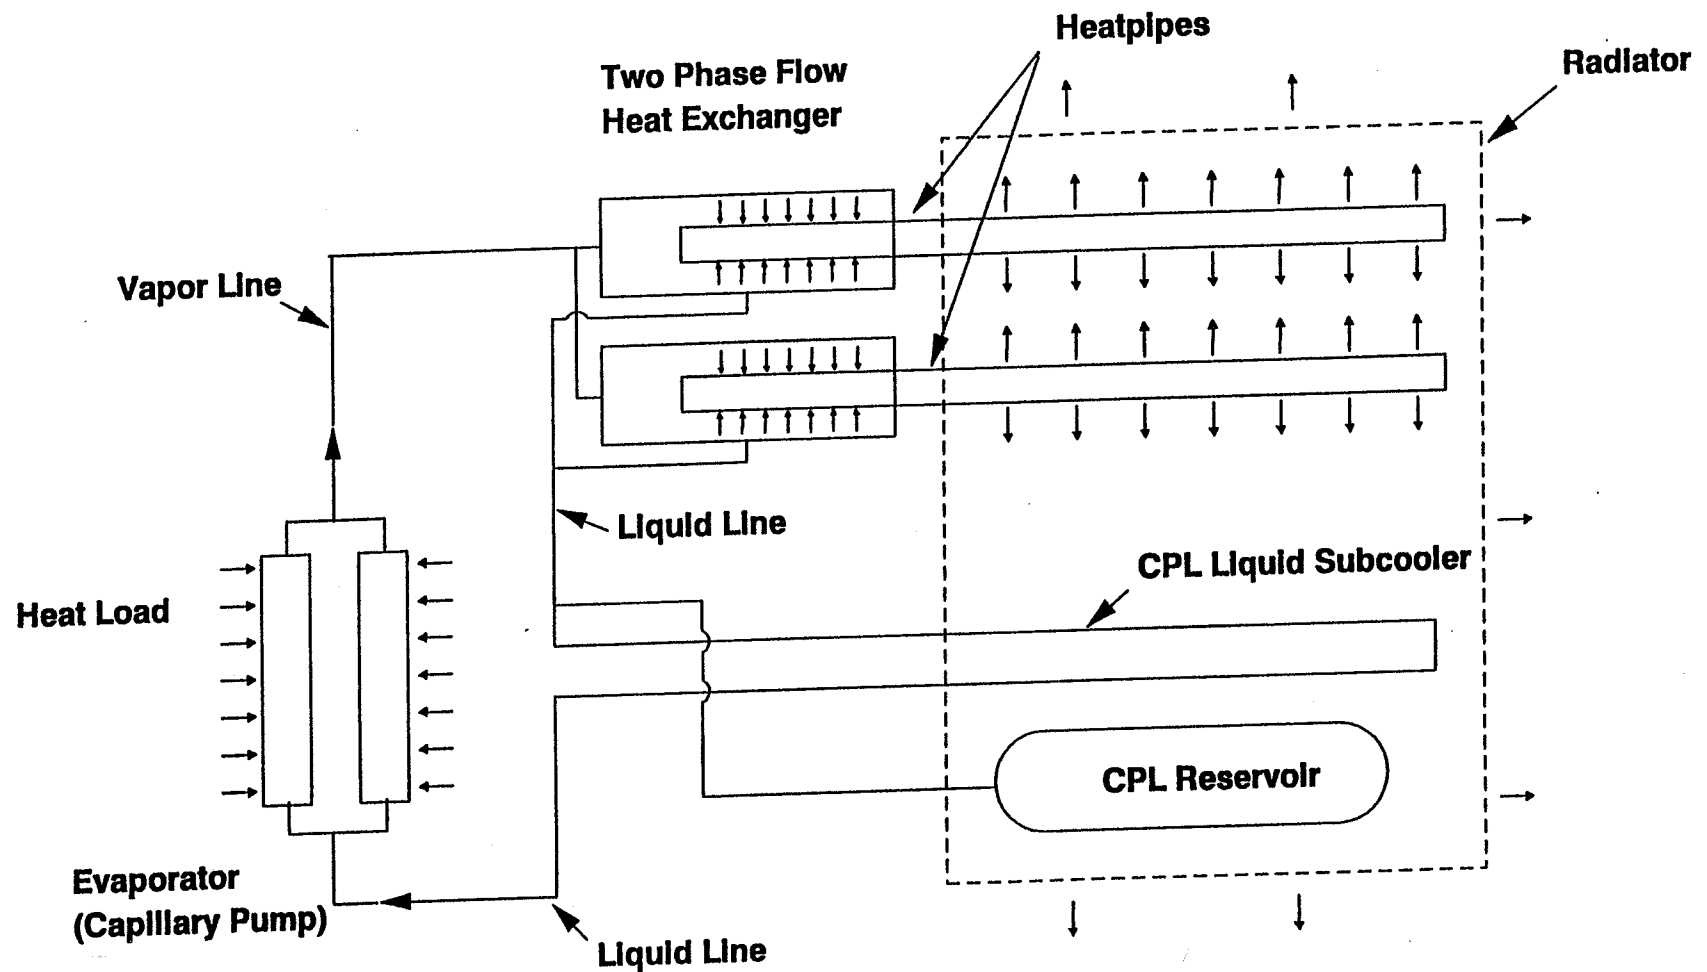 Heatpipes
Radiator
Two Phase Flow
Heat Exchanger
Vapor Line
Liquid Line
CPL Liquid Subcooler
Heat Load
CPL Reservoir
Evaporator
(Capillary Pump)
Liquid Line